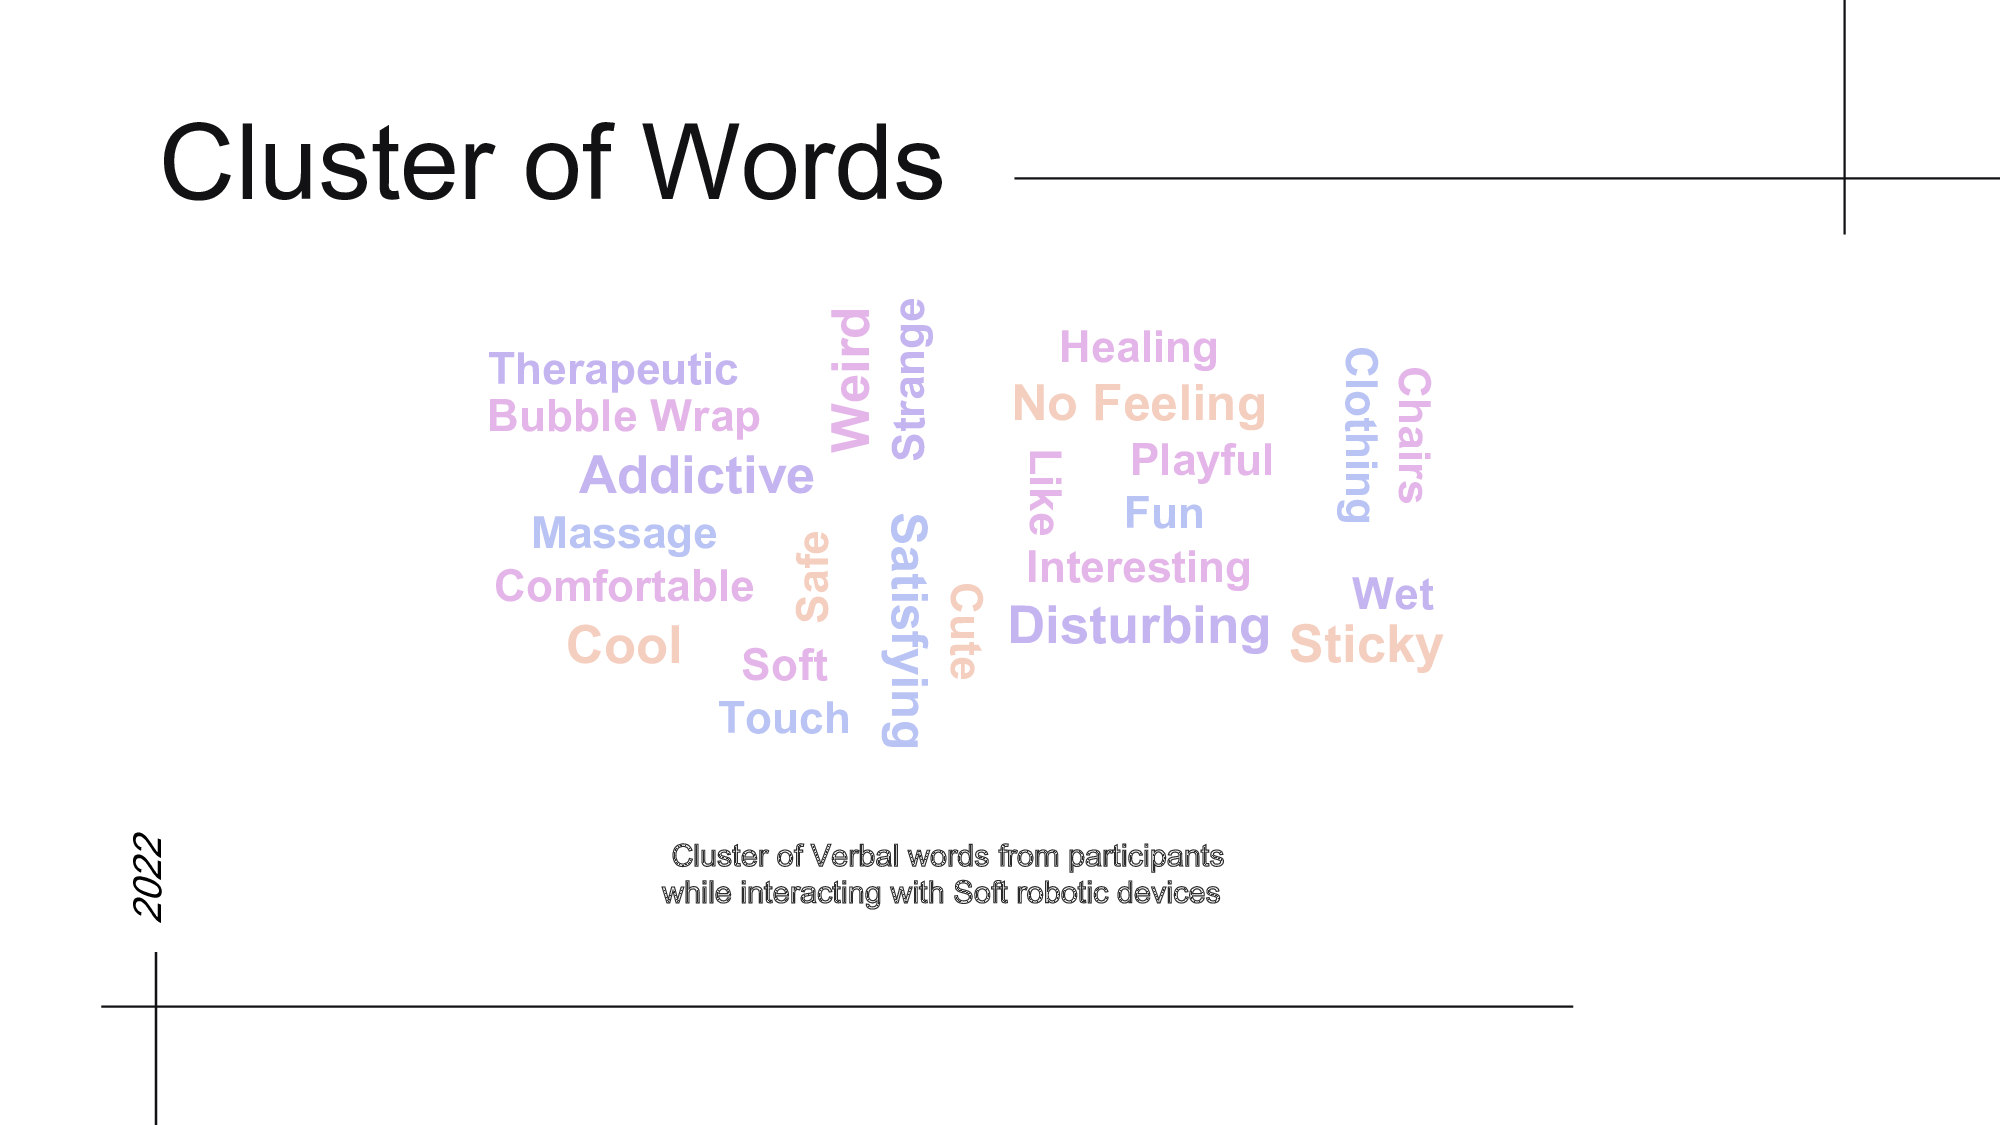 Cluster of Words
Therapeutic
Bubble Wrap
Addictive
Massage
Comfortable
Cool
Weird
Strange
Safe
Soft
Touch
Satisfying
Cute
Healing
No Feeling
Like
Playful
Fun
Interesting
Disturbing
Clothing
Chairs
Wet
Sticky
2022
Cluster of Verbal words from participants
while interacting with Soft robotic devices